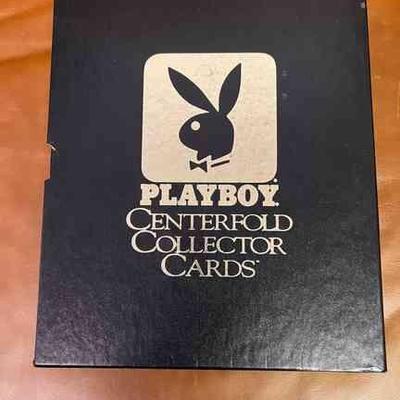 PLAYBOY.
CENTERFOLD
COLLECTOR
CARDS